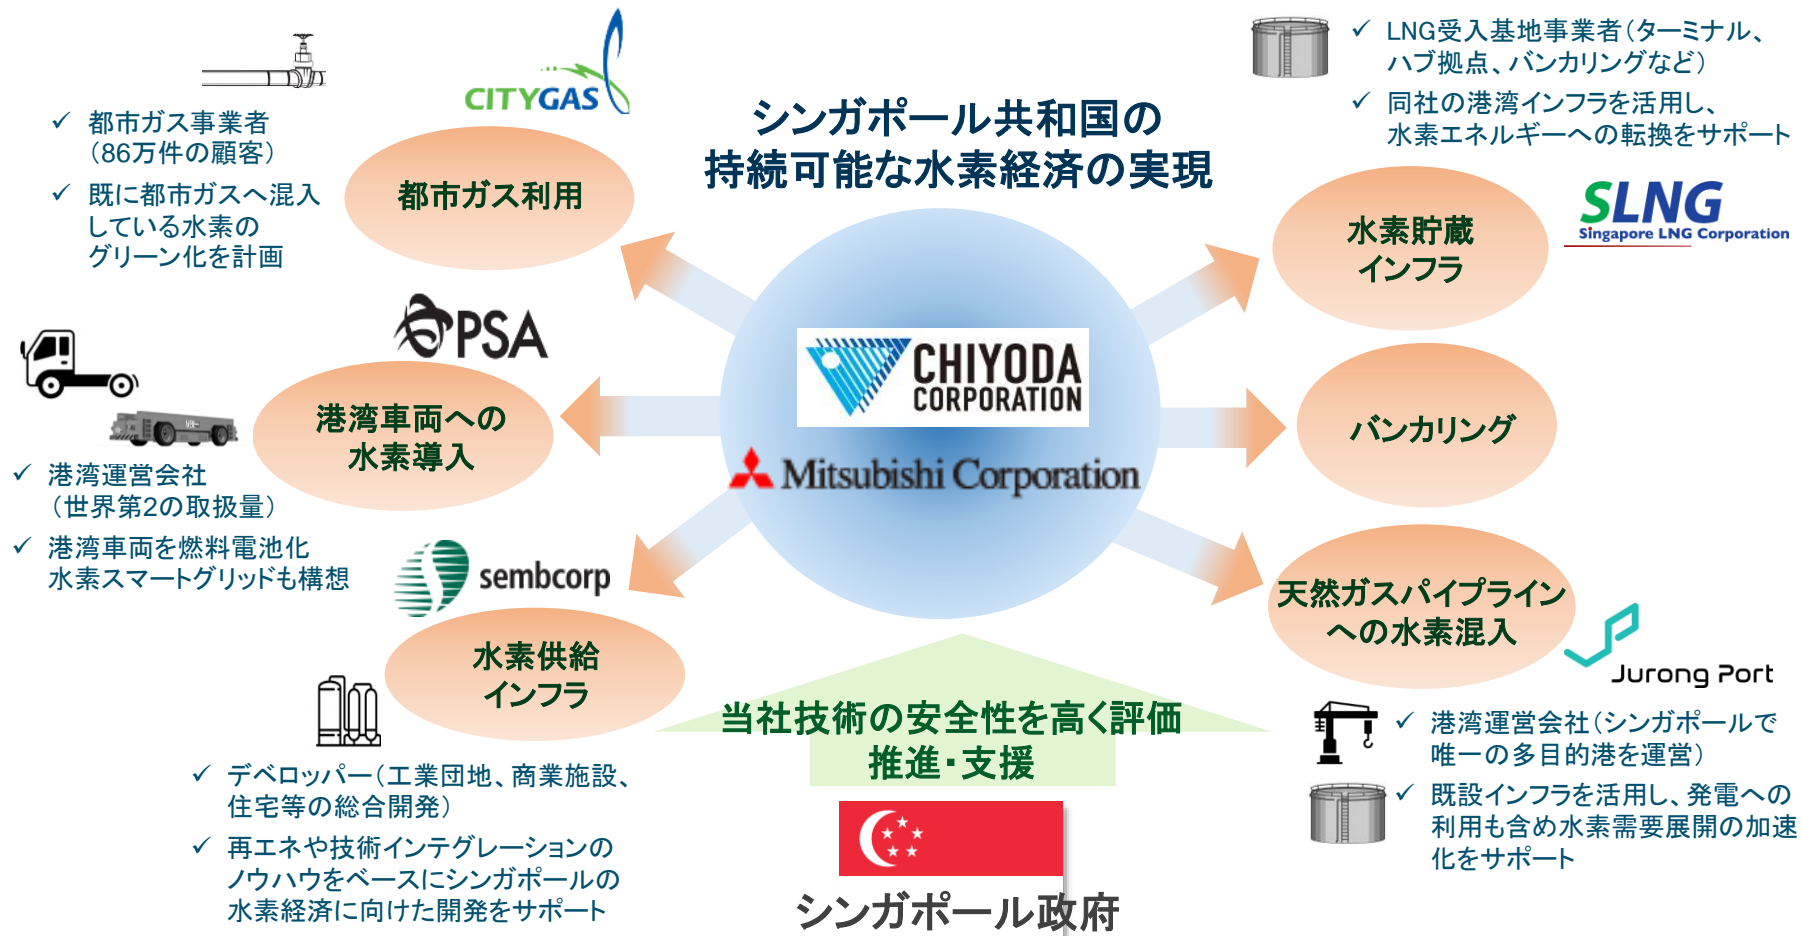 CITYGAS
都市ガス事業者
（86万件の顧客）
既に都市ガスへ混入
している水素の
グリーン化を計画
都市ガス利用
シンガポール共和国の
持続可能な水素経済の実現
LNG受入基地事業者（ターミナル、
ハブ拠点、バンカリングなど）
同社の港湾インフラを活用し、
水素エネルギーへの転換をサポート
水素貯蔵
インフラ
SLNG
Singapore LNG Corporation
PSA
港湾車両への
水素導入
港湾運営会社
（世界第2の取扱量）
港湾車両を燃料電池化
水素スマートグリッドも構想
CHIYODA
CORPORATION
Mitsubishi Corporation
バンカリング
sembcorp
水素供給
インフラ
デベロッパー（工業団地、商業施設、
住宅等の総合開発）
再エネや技術インテグレーションの
ノウハウをベースにシンガポールの
水素経済に向けた開発をサポート
天然ガスパイプライン
への水素混入
Jurong Port
港湾運営会社（シンガポールで
唯一の多目的港を運営）
既設インフラを活用し、発電への
利用も含め水素需要展開の加速
化をサポート
当社技術の安全性を高く評価
推進・支援
シンガポール政府